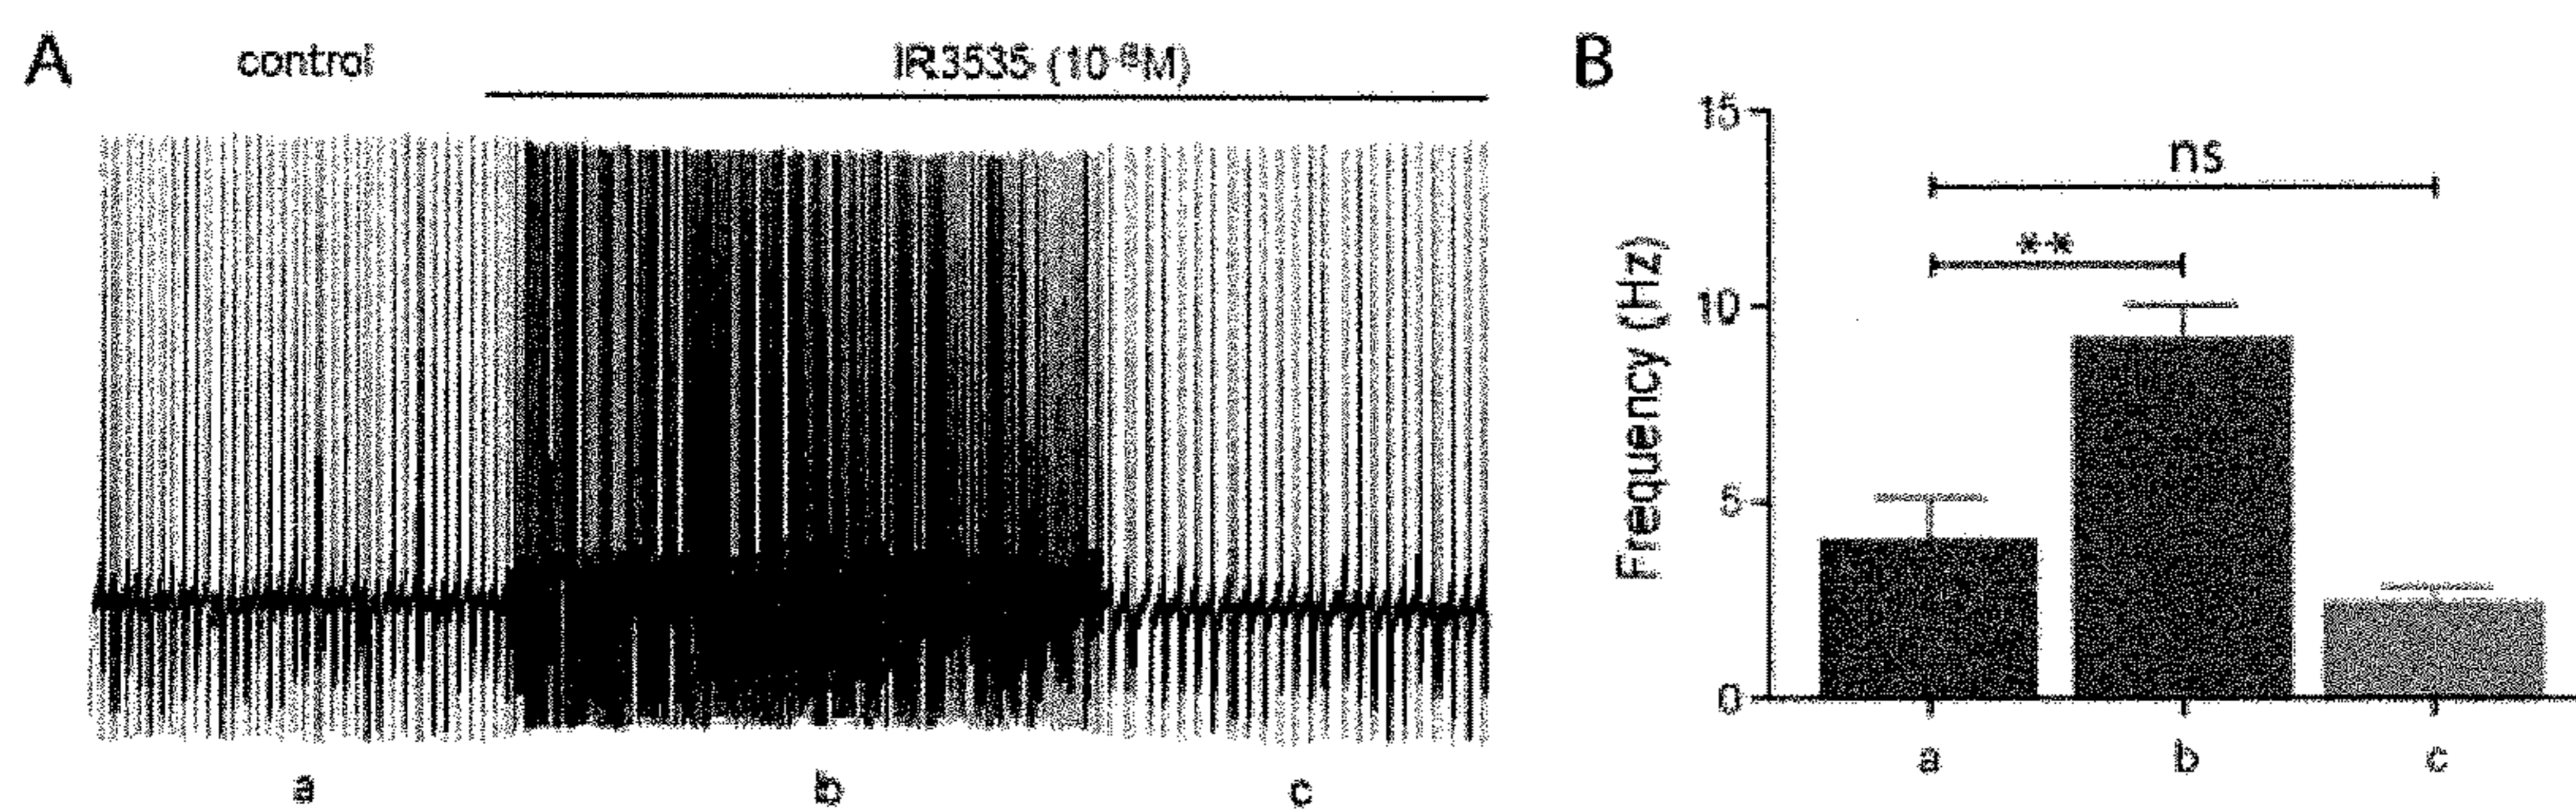 A
control
IR3535 (10⁻⁸M)
a
b
c
B
Frequency (Hz)
15
10
5
0
ns
**
a
b
c